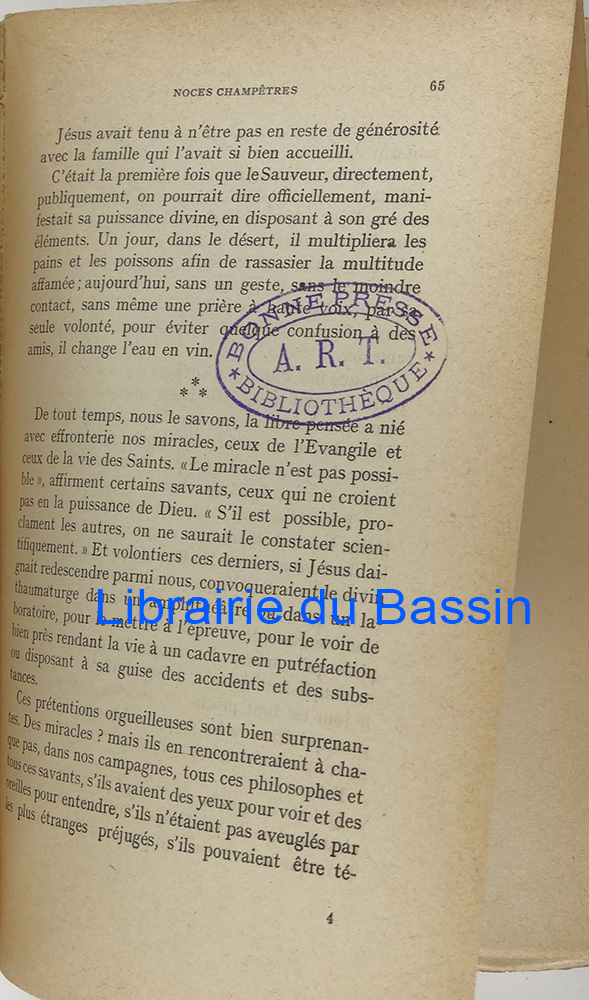 NOCES CHAMPÊTRES 65
Jésus avait tenu à n'être pas en reste de générosité
avec la famille qui l'avait si bien accueilli.
C'était la première fois que le Sauveur, directement,
publiquement, on pourrait dire officiellement, mani-
festait sa puissance divine, en disposant à son gré des
éléments. Un jour, dans le désert, il multipliera les
pains et les poissons afin de rassasier la multitude
affamée ; aujourd'hui, sans un geste, sans le moindre
contact, sans même une prière à haute voix, par sa
seule volonté, pour éviter quelque confusion à des
amis, il change l'eau en vin.
BONNE PRESSE
A. R. T.
* BIBLIOTHÈQUE *
* * *
De tout temps, nous le savons, la libre pensée a nié
avec effronterie nos miracles, ceux de l'Evangile et
ceux de la vie des Saints. « Le miracle n'est pas possi-
ble », affirment certains savants, ceux qui ne croient
pas en la puissance de Dieu. « S'il est possible, pro-
clament les autres, on ne saurait le constater scien-
tifiquement. » Et volontiers ces derniers, si Jésus dai-
gnait redescendre parmi nous, convoqueraient le divin
thaumaturge dans un amphithéâtre ou dans un la-
boratoire, pour le mettre à l'épreuve, pour le voir de
bien près rendant la vie à un cadavre en putréfaction
ou disposant à sa guise des accidents et des subs-
tances.
Librairie du Bassin
Ces prétentions orgueilleuses sont bien surprenan-
tes. Des miracles ? mais ils en rencontreraient à cha-
que pas, dans nos campagnes, tous ces philosophes et
tous ces savants, s'ils avaient des yeux pour voir et des
oreilles pour entendre, s'ils n'étaient pas aveuglés par
les plus étranges préjugés, s'ils pouvaient être té-
4